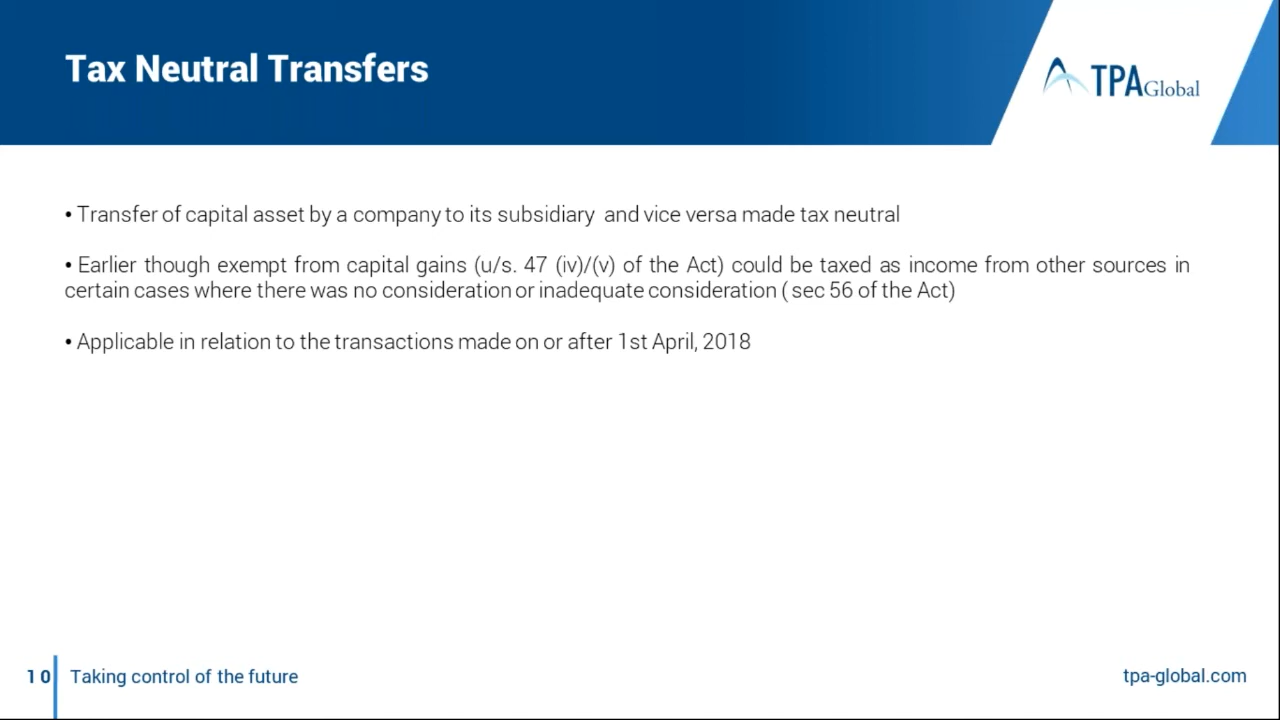 Tax Neutral Transfers
TPA Global
• Transfer of capital asset by a company to its subsidiary and vice versa made tax neutral
• Earlier though exempt from capital gains (u/s. 47 (iv)/(v) of the Act) could be taxed as income from other sources in
certain cases where there was no consideration or inadequate consideration ( sec 56 of the Act)
• Applicable in relation to the transactions made on or after 1st April, 2018
10
Taking control of the future
tpa-global.com